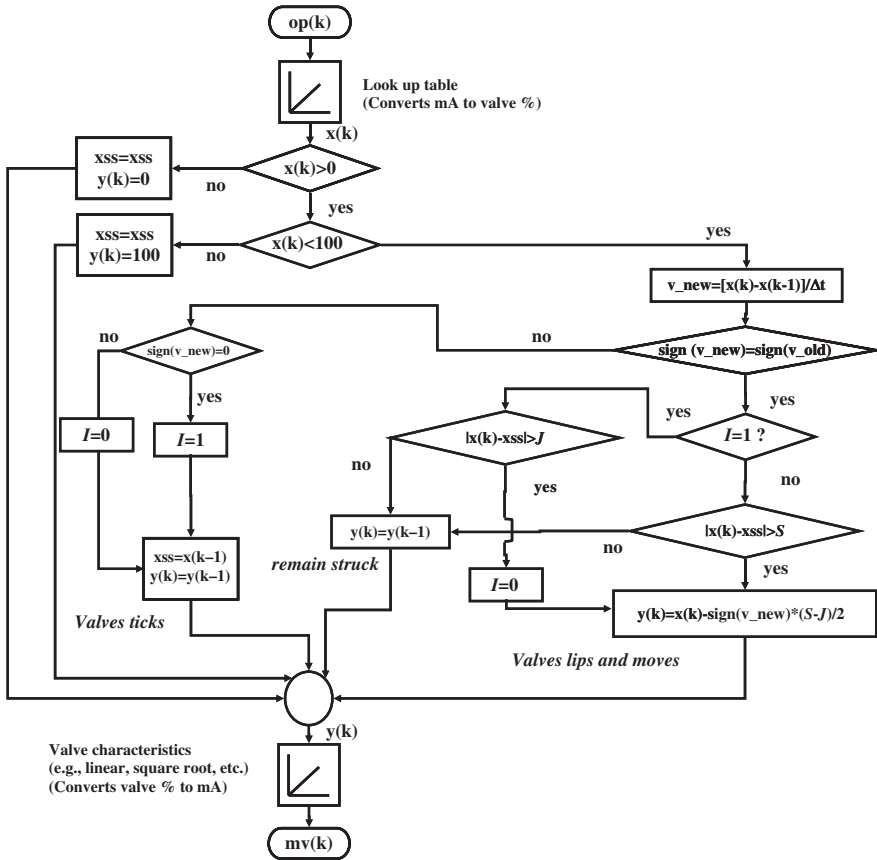 op(k)
Look up table
(Converts mA to valve %)
x(k)
xss=xss
y(k)=0
no
x(k)>0
yes
xss=xss
y(k)=100
no
x(k)<100
yes
v_new=[x(k)-x(k-1)]/Δt
no
sign(v_new)=0
no
sign (v_new)=sign(v_old)
yes
yes
yes
I=0
I=1
|x(k)-xss|>J
I=1 ?
no
yes
no
y(k)=y(k-1)
|x(k)-xss|>S
no
xss=x(k–1)
y(k)=y(k–1)
remain struck
yes
I=0
Valves ticks
y(k)=x(k)-sign(v_new)*(S-J)/2
Valves lips and moves
y(k)
Valve characteristics
(e.g., linear, square root, etc.)
(Converts valve % to mA)
mv(k)